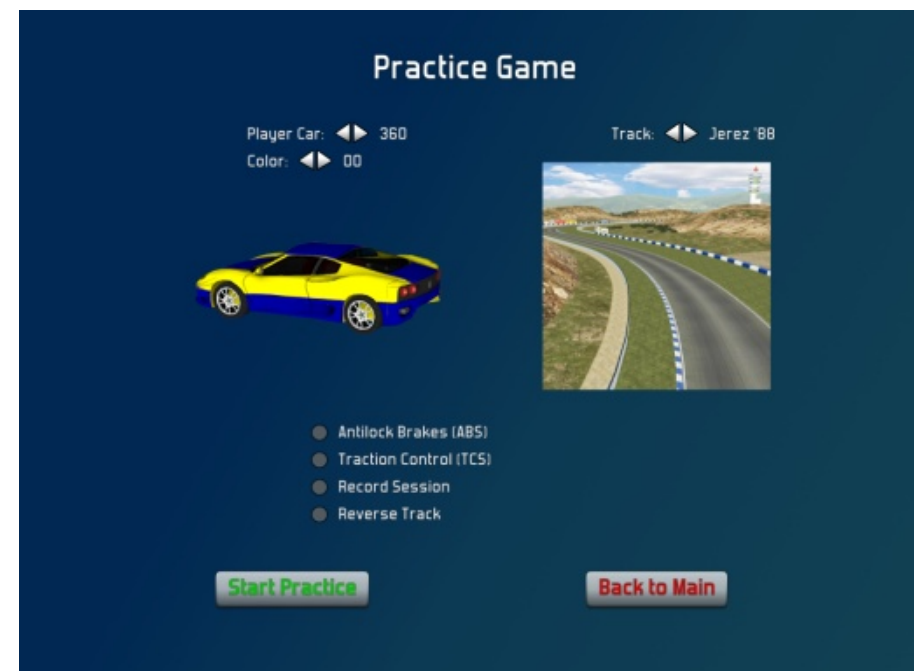 Practice Game
Player Car: 360
Color: 00
Track: Jerez '88
Antilock Brakes (ABS)
Traction Control (TCS)
Record Session
Reverse Track
Start Practice
Back to Main